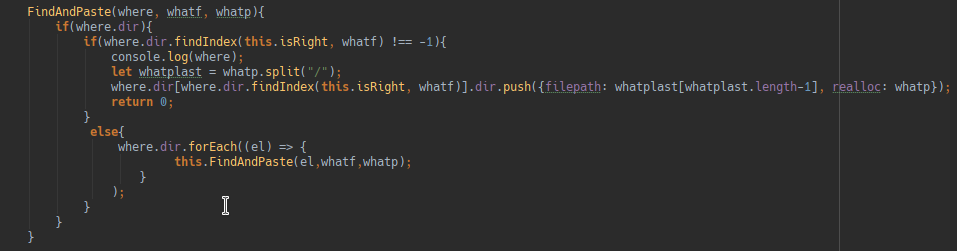 FindAndPaste(where, whatf, whatp){
if(where.dir){
if(where.dir.findIndex(this.isRight, whatf) !== -1){
console.log(where);
let whatplast = whatp.split("/");
where.dir[where.dir.findIndex(this.isRight, whatf)].dir.push({filepath: whatplast[whatplast.length-1], realloc: whatp});
return 0;
}
else{
where.dir.forEach((el) => {
this.FindAndPaste(el,whatf,whatp);
}
);
}
}
}